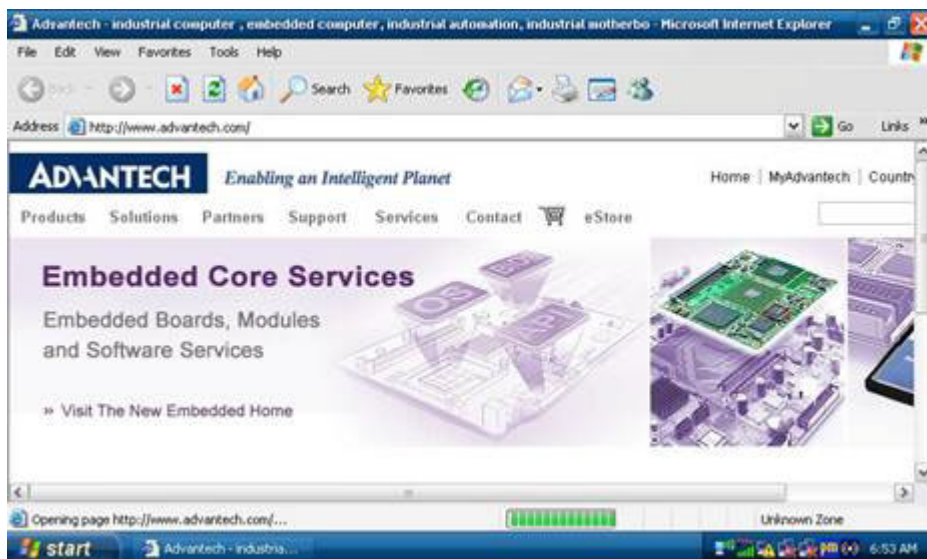 Advantech - industrial computer , embedded computer, industrial automation, industrial motherbo - Microsoft Internet Explorer
File Edit View Favorites Tools Help
Back Search Favorites
Address http://www.advantech.com/ Go Links
ADVANTECH Enabling an Intelligent Planet Home | MyAdvantech | Country
Products Solutions Partners Support Services Contact eStore
Embedded Core Services
Embedded Boards, Modules
and Software Services
» Visit The New Embedded Home
OS
API
Opening page http://www.advantech.com/... Unknown Zone
start Advantech - industria... 6:53 AM